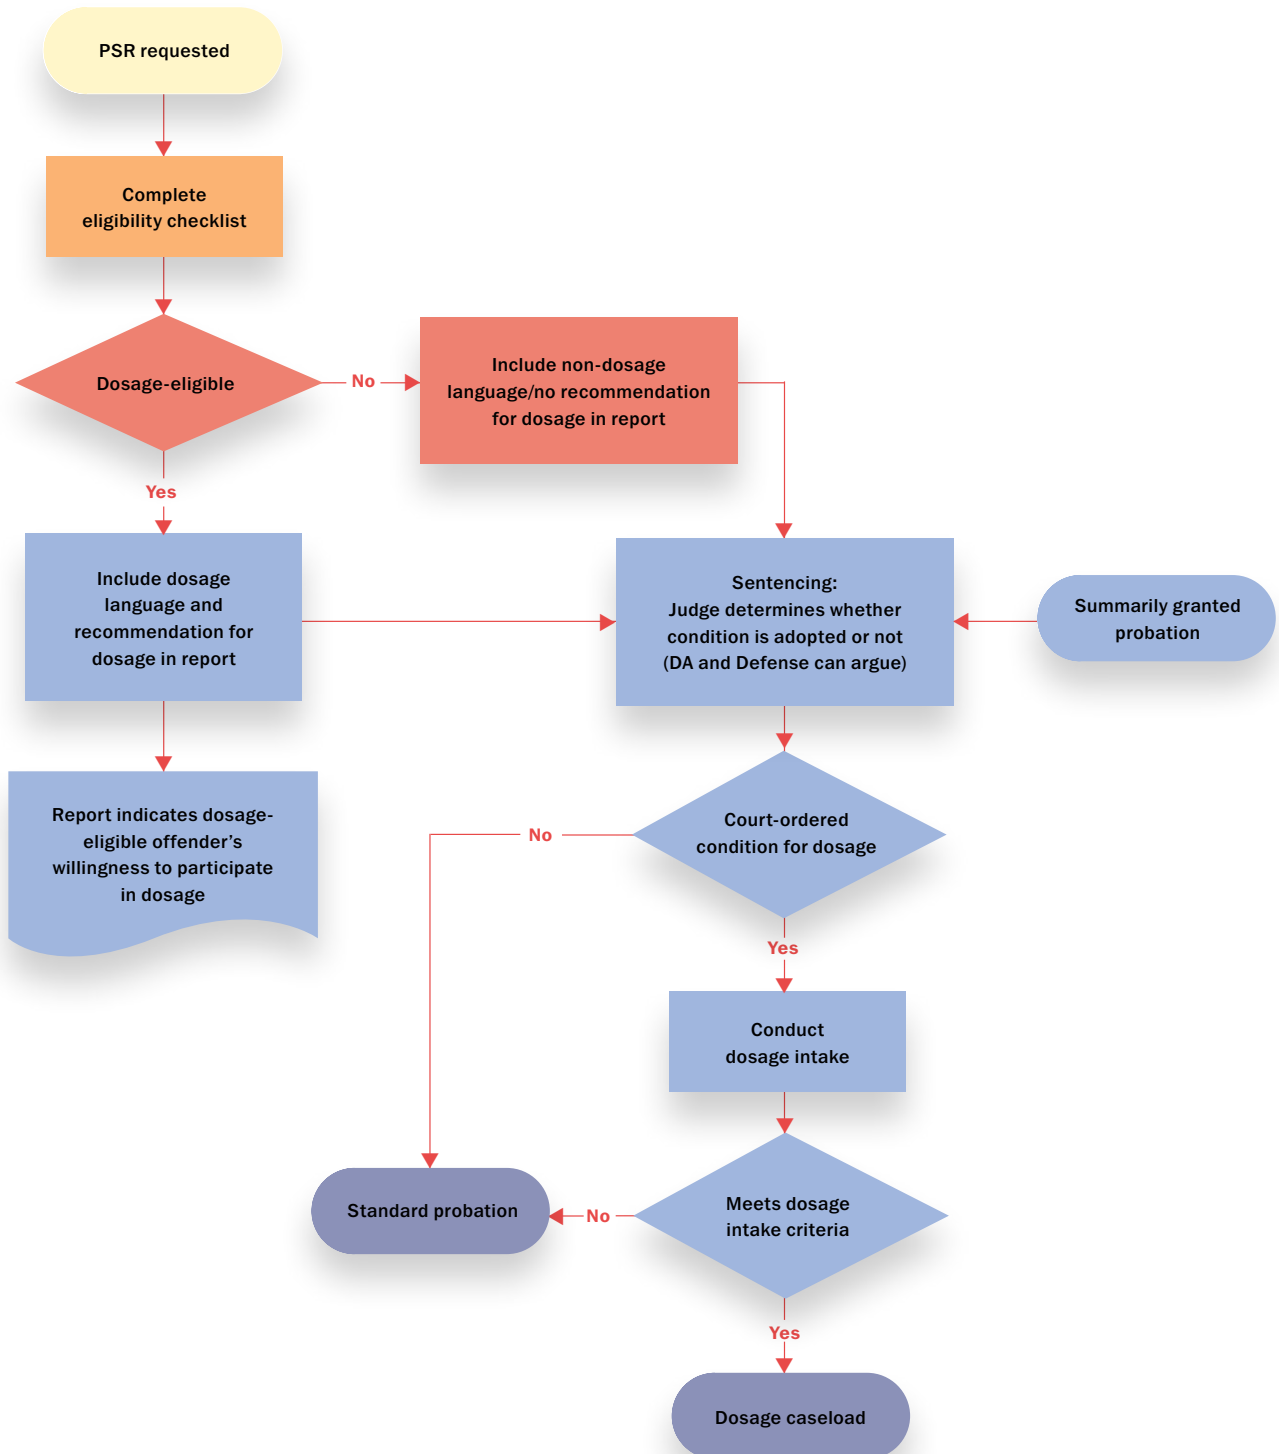 PSR requested
Complete
eligibility checklist
Dosage-eligible
No
Include non-dosage
language/no recommendation
for dosage in report
Yes
Include dosage
language and
recommendation for
dosage in report
Sentencing:
Judge determines whether
condition is adopted or not
(DA and Defense can argue)
Summarily granted
probation
Report indicates dosage-
eligible offender’s
willingness to participate
in dosage
Court-ordered
condition for dosage
No
Yes
Conduct
dosage intake
Meets dosage
intake criteria
No
Standard probation
Yes
Dosage caseload